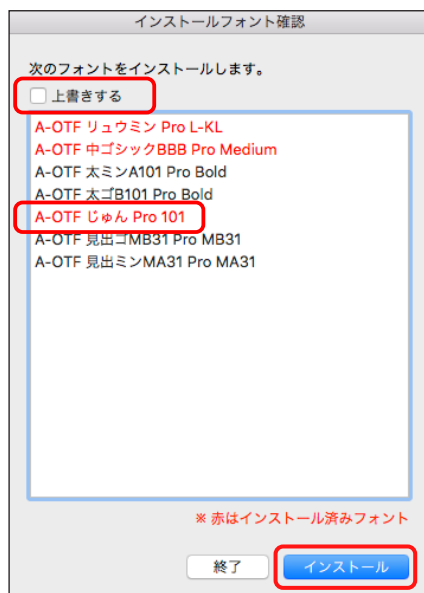 インストールフォント確認
次のフォントをインストールします。
上書きする
A-OTF リュウミン Pro L-KL
A-OTF 中ゴシックBBB Pro Medium
A-OTF 太ミンA101 Pro Bold
A-OTF 太ゴB101 Pro Bold
A-OTF じゅん Pro 101
A-OTF 見出ゴMB31 Pro MB31
A-OTF 見出ミンMA31 Pro MA31
※ 赤はインストール済みフォント
終了
インストール